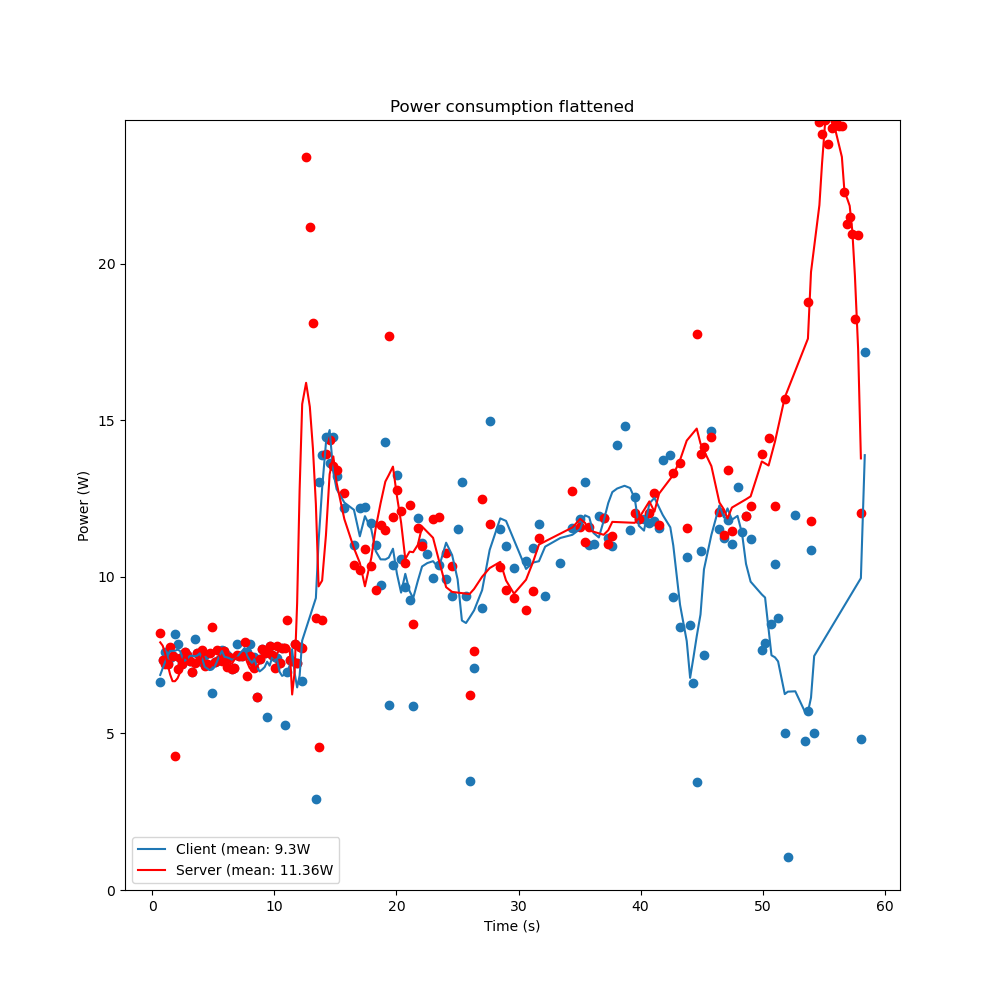 Power consumption flattened
Power (W)
20
15
10
5
0
Client (mean: 9.3W
Server (mean: 11.36W
0 10 20 30 40 50 60
Time (s)